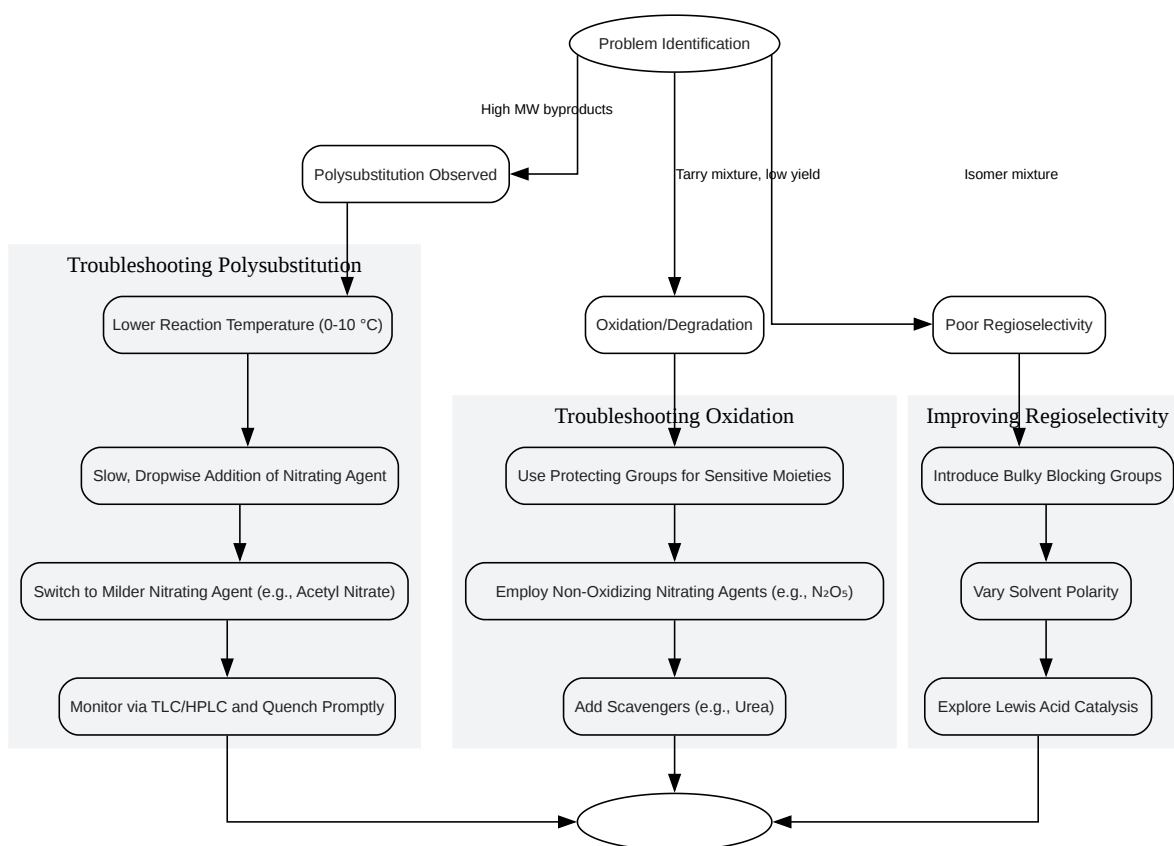 Problem Identification
High MW byproducts
Polysubstitution Observed
Tarry mixture, low yield
Isomer mixture
Troubleshooting Polysubstitution
Lower Reaction Temperature (0-10 °C)
Oxidation/Degradation
Poor Regioselectivity
Troubleshooting Oxidation
Improving Regioselectivity
Slow, Dropwise Addition of Nitrating Agent
Use Protecting Groups for Sensitive Moieties
Introduce Bulky Blocking Groups
Switch to Milder Nitrating Agent (e.g., Acetyl Nitrate)
Employ Non-Oxidizing Nitrating Agents (e.g., N₂O₅)
Vary Solvent Polarity
Monitor via TLC/HPLC and Quench Promptly
Add Scavengers (e.g., Urea)
Explore Lewis Acid Catalysis